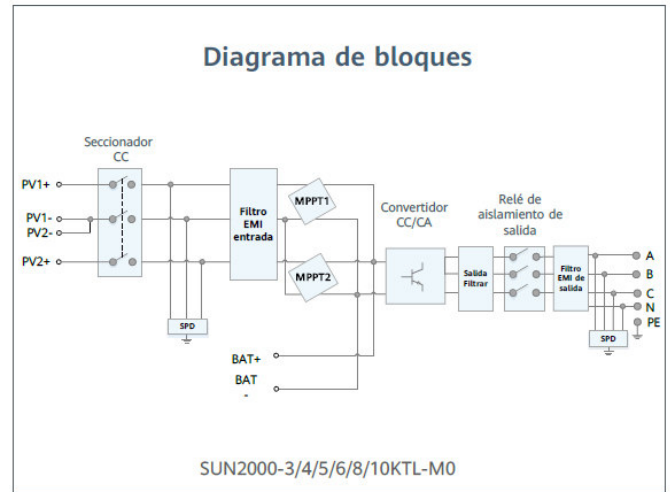 Diagrama de bloques
Seccionador
CC
PV1+
PV1-
PV2-
PV2+
Filtro
EMI
entrada
MPPT1
MPPT2
SPD
BAT+
BAT
-
Convertidor
CC/CA
Salida
Filtrar
Relé de
aislamiento de
salida
Filtro
EMI de
salida
A
B
C
N
PE
SPD
SUN2000-3/4/5/6/8/10KTL-M0